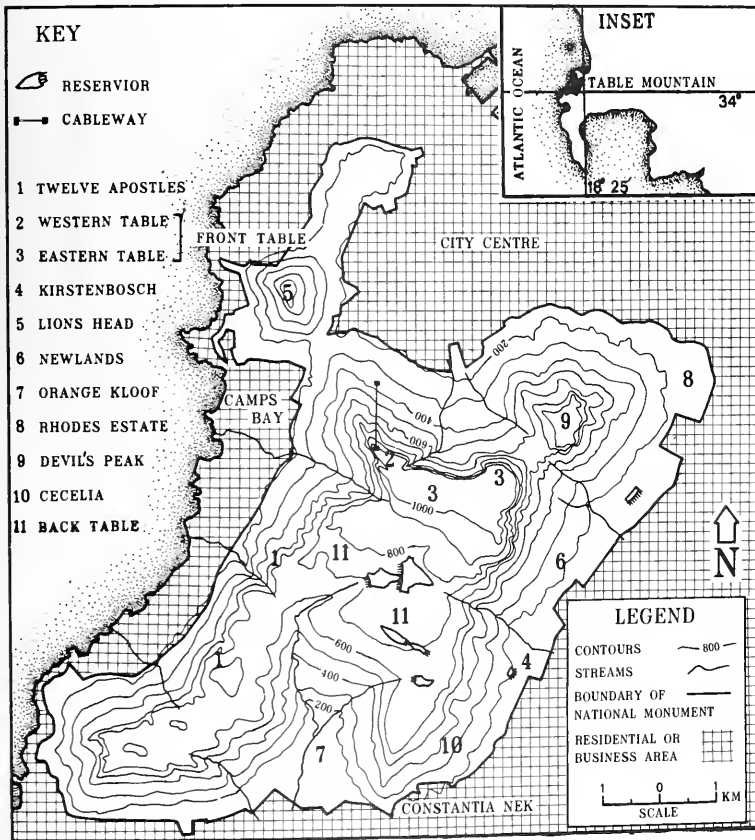 KEY
RESERVIOR
CABLEWAY
1 TWELVE APOSTLES
2 WESTERN TABLE
3 EASTERN TABLE
4 KIRSTENBOSCH
5 LIONS HEAD
6 NEWLANDS
7 ORANGE KLOOF
8 RHODES ESTATE
9 DEVIL'S PEAK
10 CECELIA
11 BACK TABLE
INSET
ATLANTIC OCEAN
TABLE MOUNTAIN
34°
18° 25'
FRONT TABLE
CITY CENTRE
5
200
8
CAMPS
BAY
400
9
600
2
3
3
1000
1
11
800
6
11
N
600
1
4
400
200
7
10
CONSTANTIA NEK
LEGEND
CONTOURS 800
STREAMS
BOUNDARY OF
NATIONAL MONUMENT
RESIDENTIAL OR
BUSINESS AREA
1 0 1 KM
SCALE